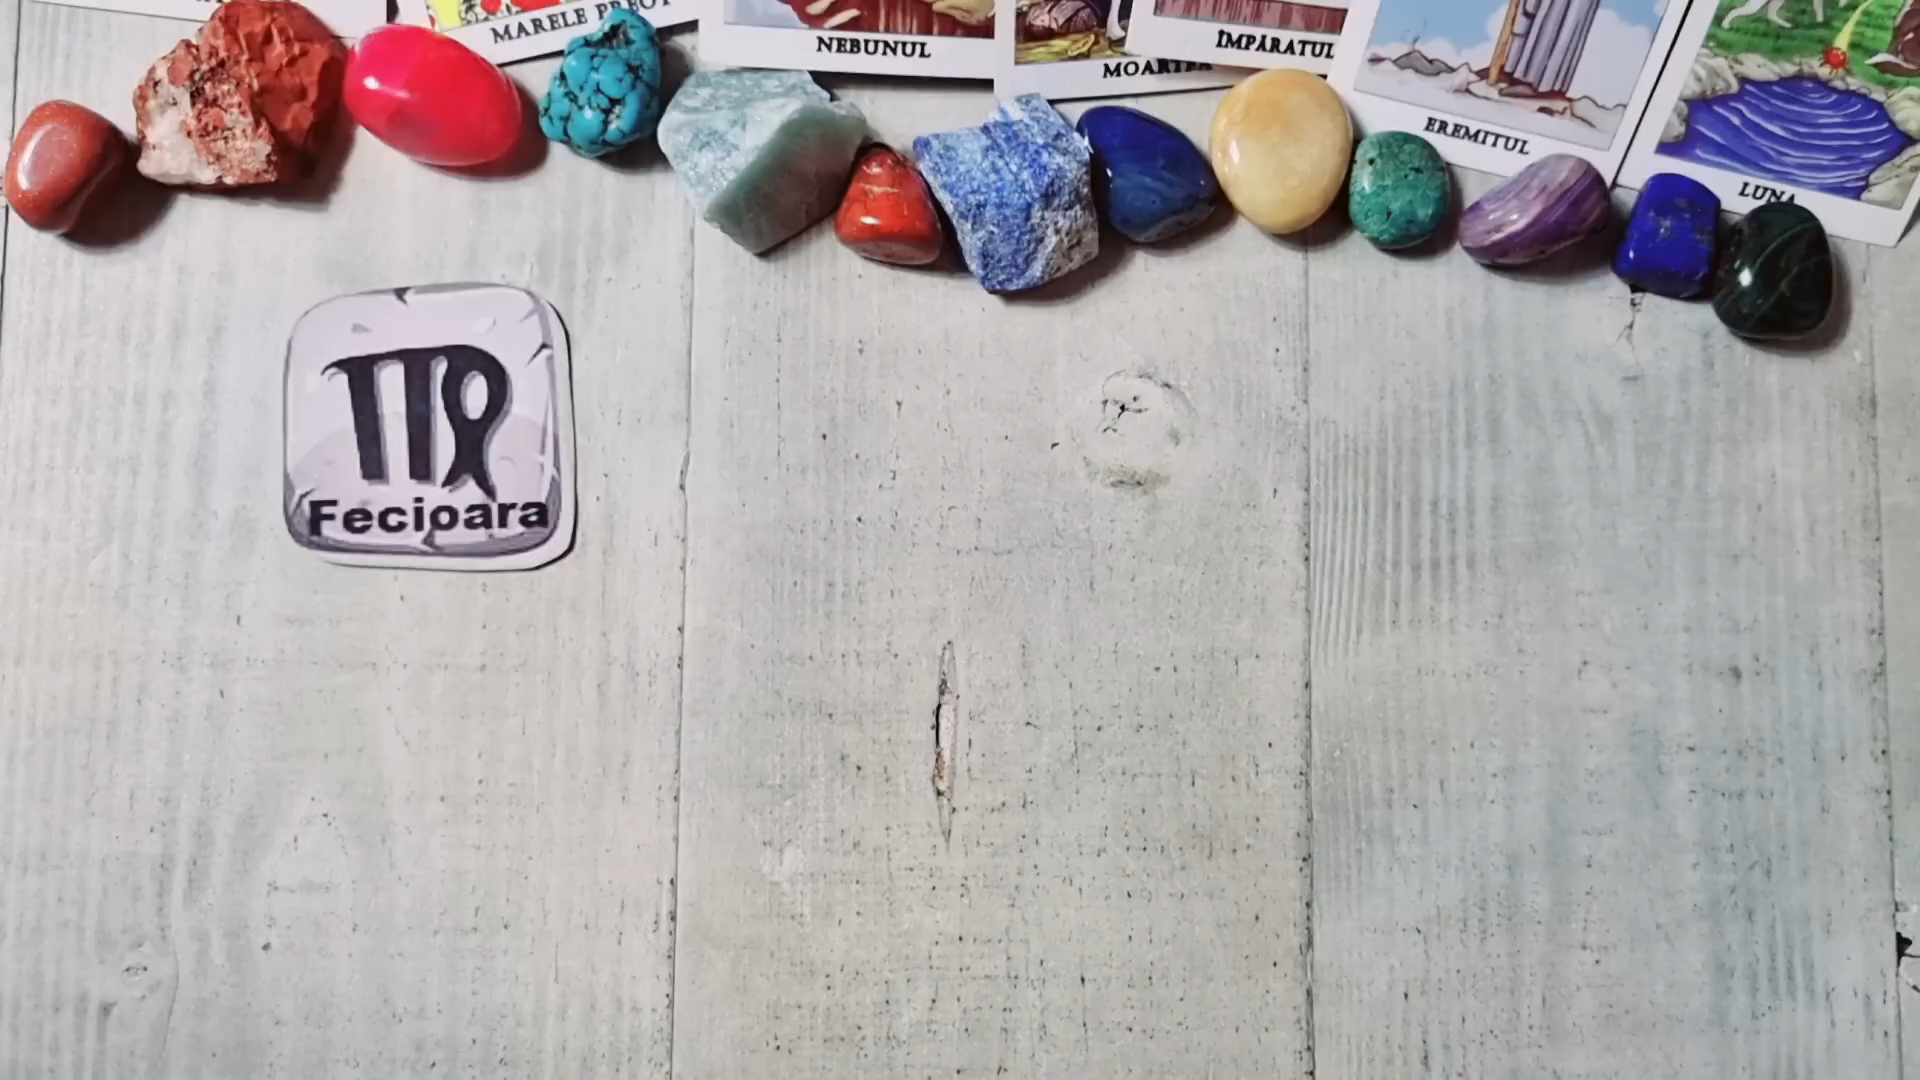 MARELE PREOT
NEBUNUL
MOARTEA
ÎMPĂRATUL
EREMITUL
LUNA
Fecioara